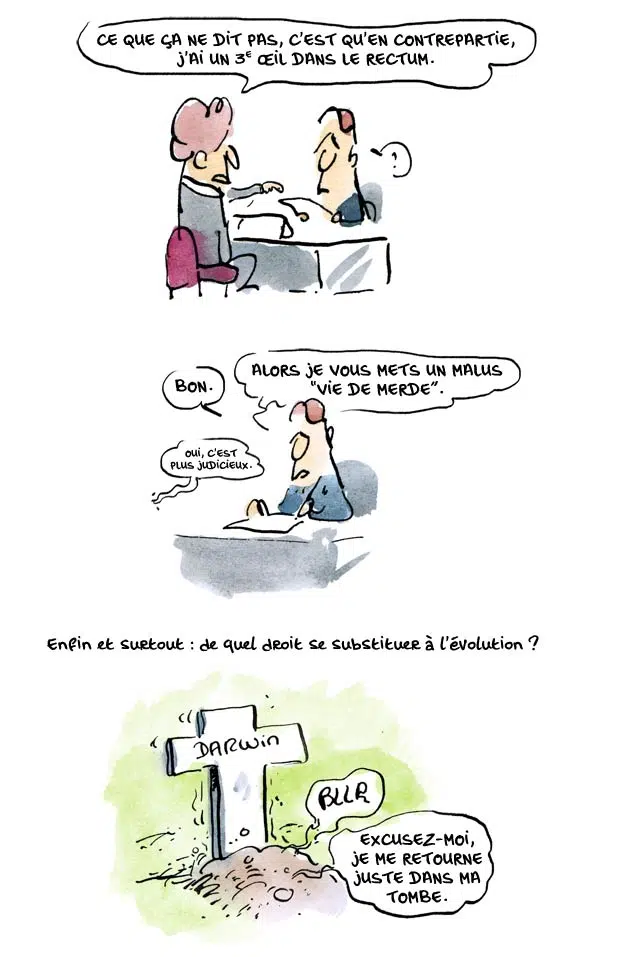 CE QUE ÇA NE DIT PAS, C'EST QU'EN CONTREPARTIE,
J'AI UN 3E ŒIL DANS LE RECTUM.
?
BON.
ALORS JE VOUS METS UN MALUS
"VIE DE MERDE".
OUI, C'EST
PLUS JUDICIEUX.
Enfin et surtout : de quel droit se substituer à l'évolution ?
DARWIN
BLLR
EXCUSEZ-MOI,
JE ME RETOURNE
JUSTE DANS MA
TOMBE.